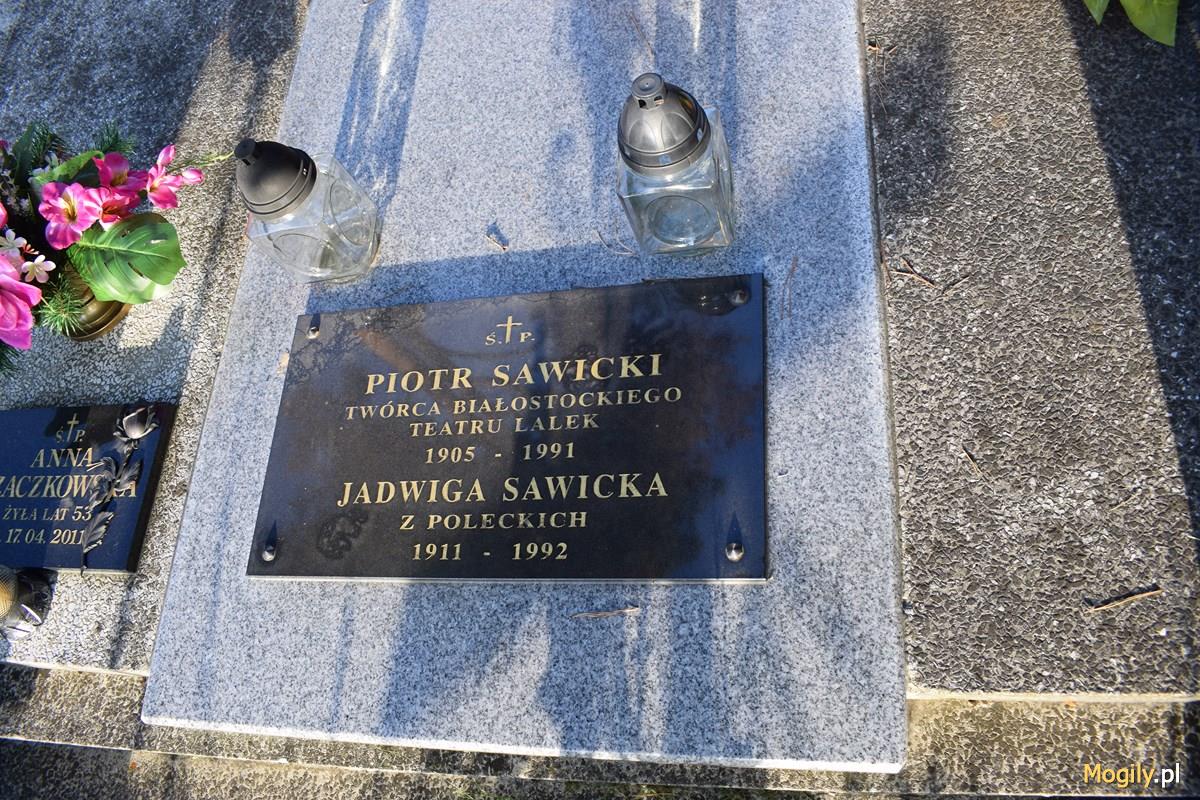 Ś. P.
PIOTR SAWICKI
TWÓRCA BIAŁOSTOCKIEGO
TEATRU LALEK
1905 - 1991
JADWIGA SAWICKA
Z POLECKICH
1911 - 1992
Ś. P.
ANNA
ŻYŁA LAT 53
17.04.2011
Mogily.pl